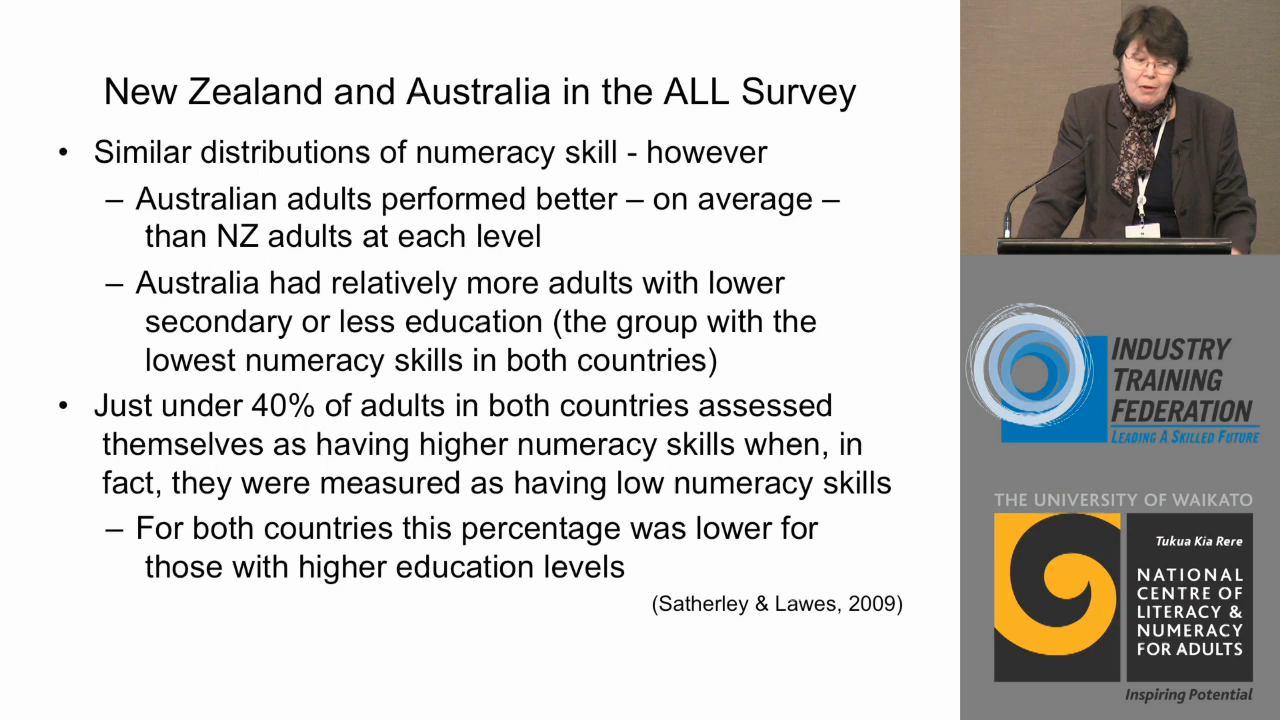 New Zealand and Australia in the ALL Survey
• Similar distributions of numeracy skill - however
– Australian adults performed better – on average –
than NZ adults at each level
– Australia had relatively more adults with lower
secondary or less education (the group with the
lowest numeracy skills in both countries)
• Just under 40% of adults in both countries assessed
themselves as having higher numeracy skills when, in
fact, they were measured as having low numeracy skills
– For both countries this percentage was lower for
those with higher education levels
(Satherley & Lawes, 2009)
INDUSTRY
TRAINING
FEDERATION
LEADING A SKILLED FUTURE
THE UNIVERSITY OF WAIKATO
Tukua Kia Rere
NATIONAL
CENTRE OF
LITERACY &
NUMERACY
FOR ADULTS
Inspiring Potential